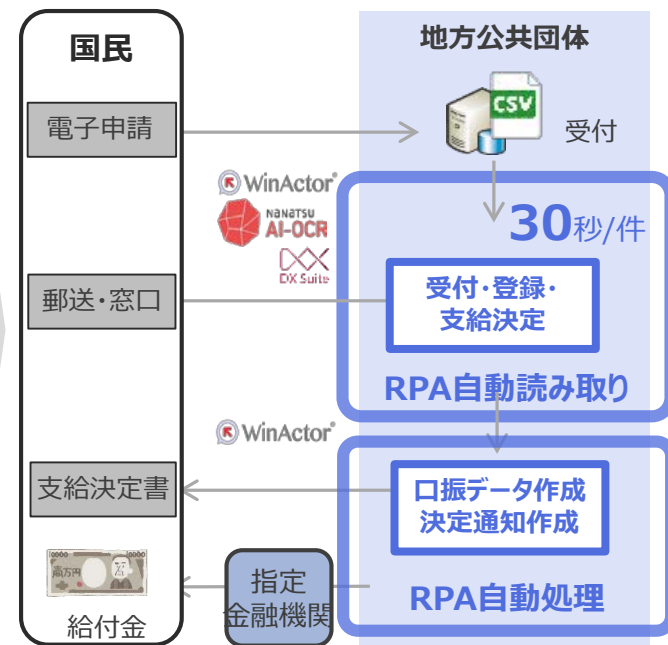 国民
地方公共団体
電子申請
CSV
受付
WinActor®
NaNaTSU
AI-OCR
DX Suite
30秒/件
郵送・窓口
受付・登録・
支給決定
RPA自動読み取り
WinActor®
支給決定書
口振データ作成
決定通知作成
指定
金融機関
RPA自動処理
給付金